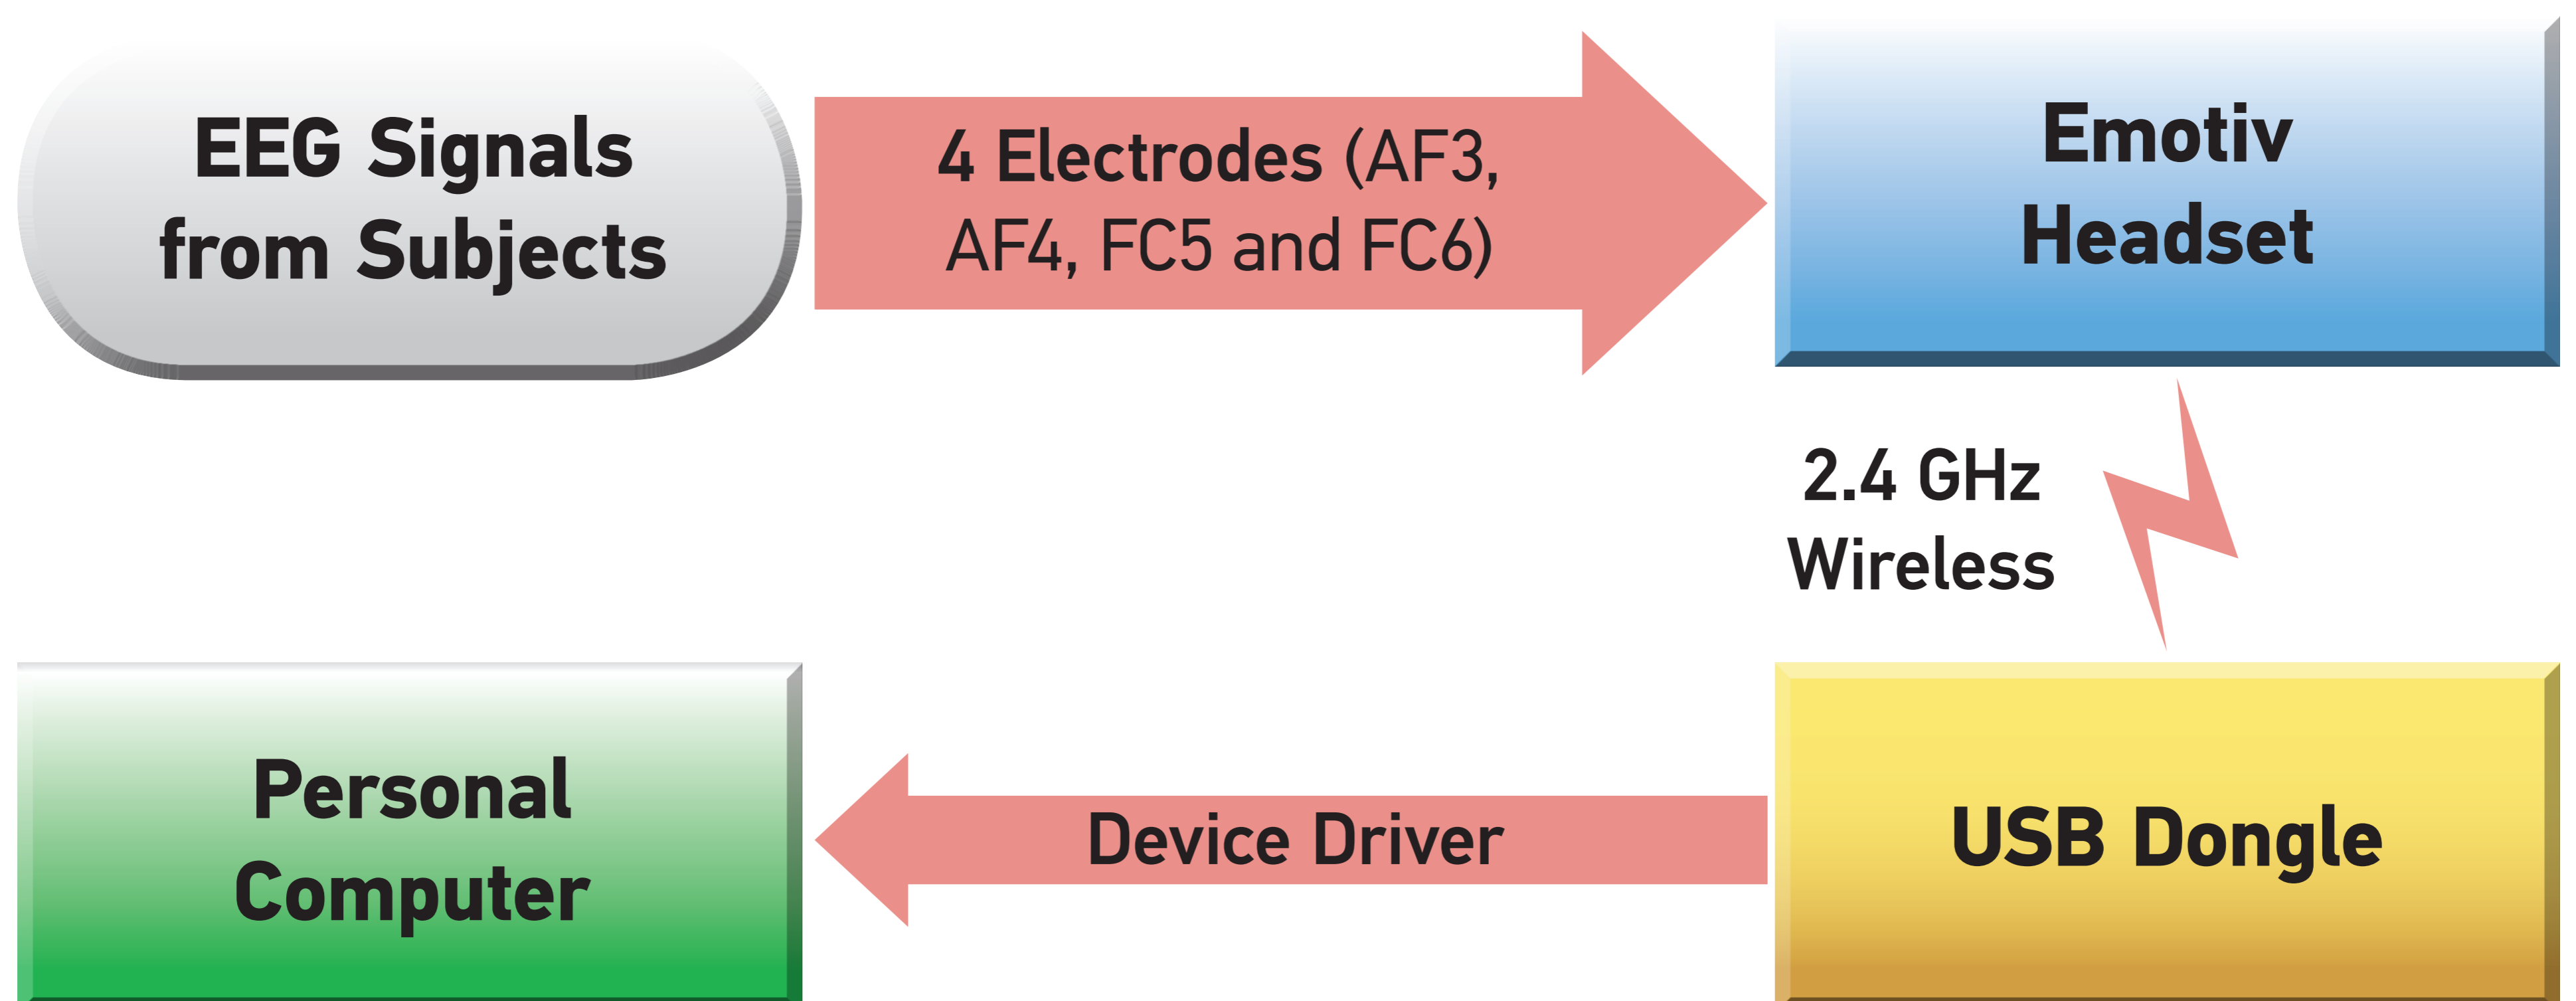 EEG Signals
from Subjects
4 Electrodes (AF3,
AF4, FC5 and FC6)
Emotiv
Headset
2.4 GHz
Wireless
USB Dongle
Device Driver
Personal
Computer